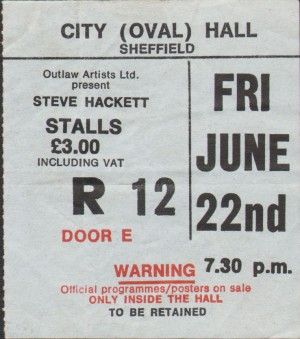 CITY (OVAL) HALL
SHEFFIELD
Outlaw Artists Ltd.
present
STEVE HACKETT
STALLS
£3.00
INCLUDING VAT
R 12
DOOR E
FRI
JUNE
22nd
WARNING 7.30 p.m.
Official programmes/posters on sale
ONLY INSIDE THE HALL
TO BE RETAINED